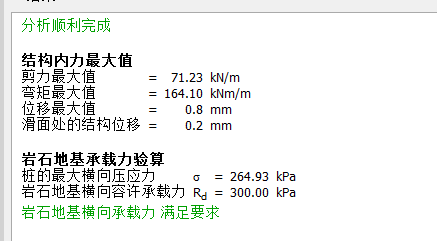 分析顺利完成
结构内力最大值
剪力最大值 = 71.23 kN/m
弯矩最大值 = 164.10 kNm/m
位移最大值 = 0.8 mm
滑面处的结构位移 = 0.2 mm
岩石地基承载力验算
桩的最大横向压应力 σ = 264.93 kPa
岩石地基横向容许承载力 Rd = 300.00 kPa
岩石地基横向承载力 满足要求